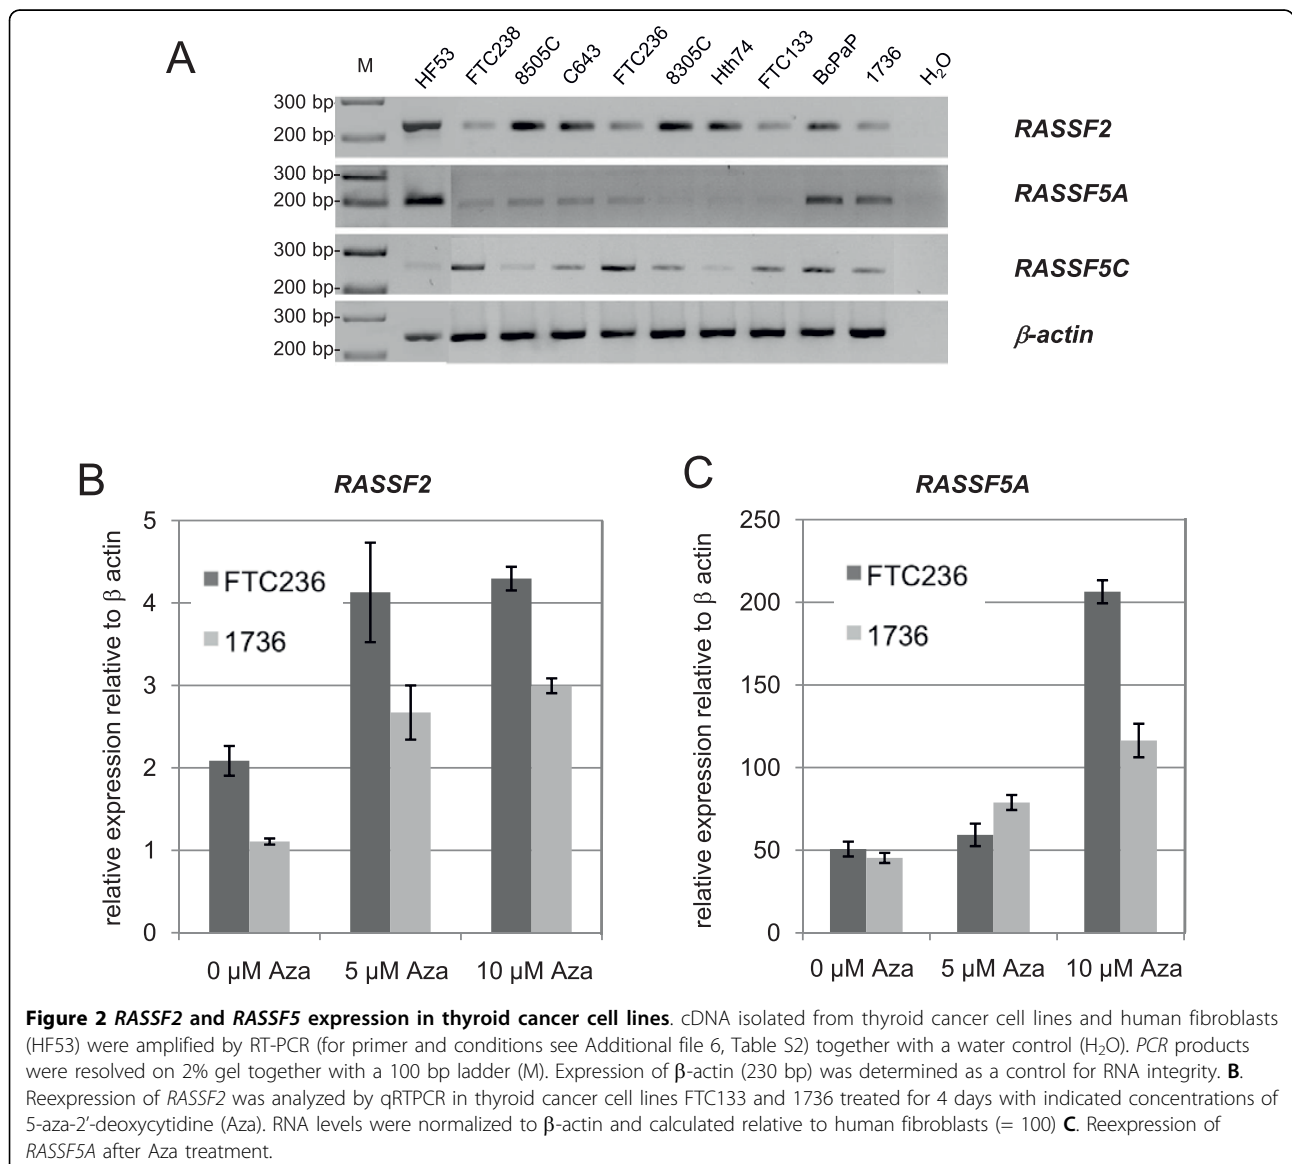 A
M HF53 FTC238 8505C C643 FTC236 8305C Hth74 FTC133 BcPaP 1736 H₂O
300 bp-
200 bp-
RASSF2
300 bp-
200 bp-
RASSF5A
300 bp-
200 bp-
RASSF5C
300 bp-
200 bp-
β-actin
B
RASSF2
relative expression relative to β actin
5
4
3
2
1
0
FTC236
1736
0 µM Aza 5 µM Aza 10 µM Aza
C
RASSF5A
relative expression relative to β actin
250
200
150
100
50
0
FTC236
1736
0 µM Aza 5 µM Aza 10 µM Aza
Figure 2 RASSF2 and RASSF5 expression in thyroid cancer cell lines. cDNA isolated from thyroid cancer cell lines and human fibroblasts
(HF53) were amplified by RT-PCR (for primer and conditions see Additional file 6, Table S2) together with a water control (H₂O). PCR products
were resolved on 2% gel together with a 100 bp ladder (M). Expression of β-actin (230 bp) was determined as a control for RNA integrity. B.
Reexpression of RASSF2 was analyzed by qRTPCR in thyroid cancer cell lines FTC133 and 1736 treated for 4 days with indicated concentrations of
5-aza-2’-deoxycytidine (Aza). RNA levels were normalized to β-actin and calculated relative to human fibroblasts (= 100) C. Reexpression of
RASSF5A after Aza treatment.